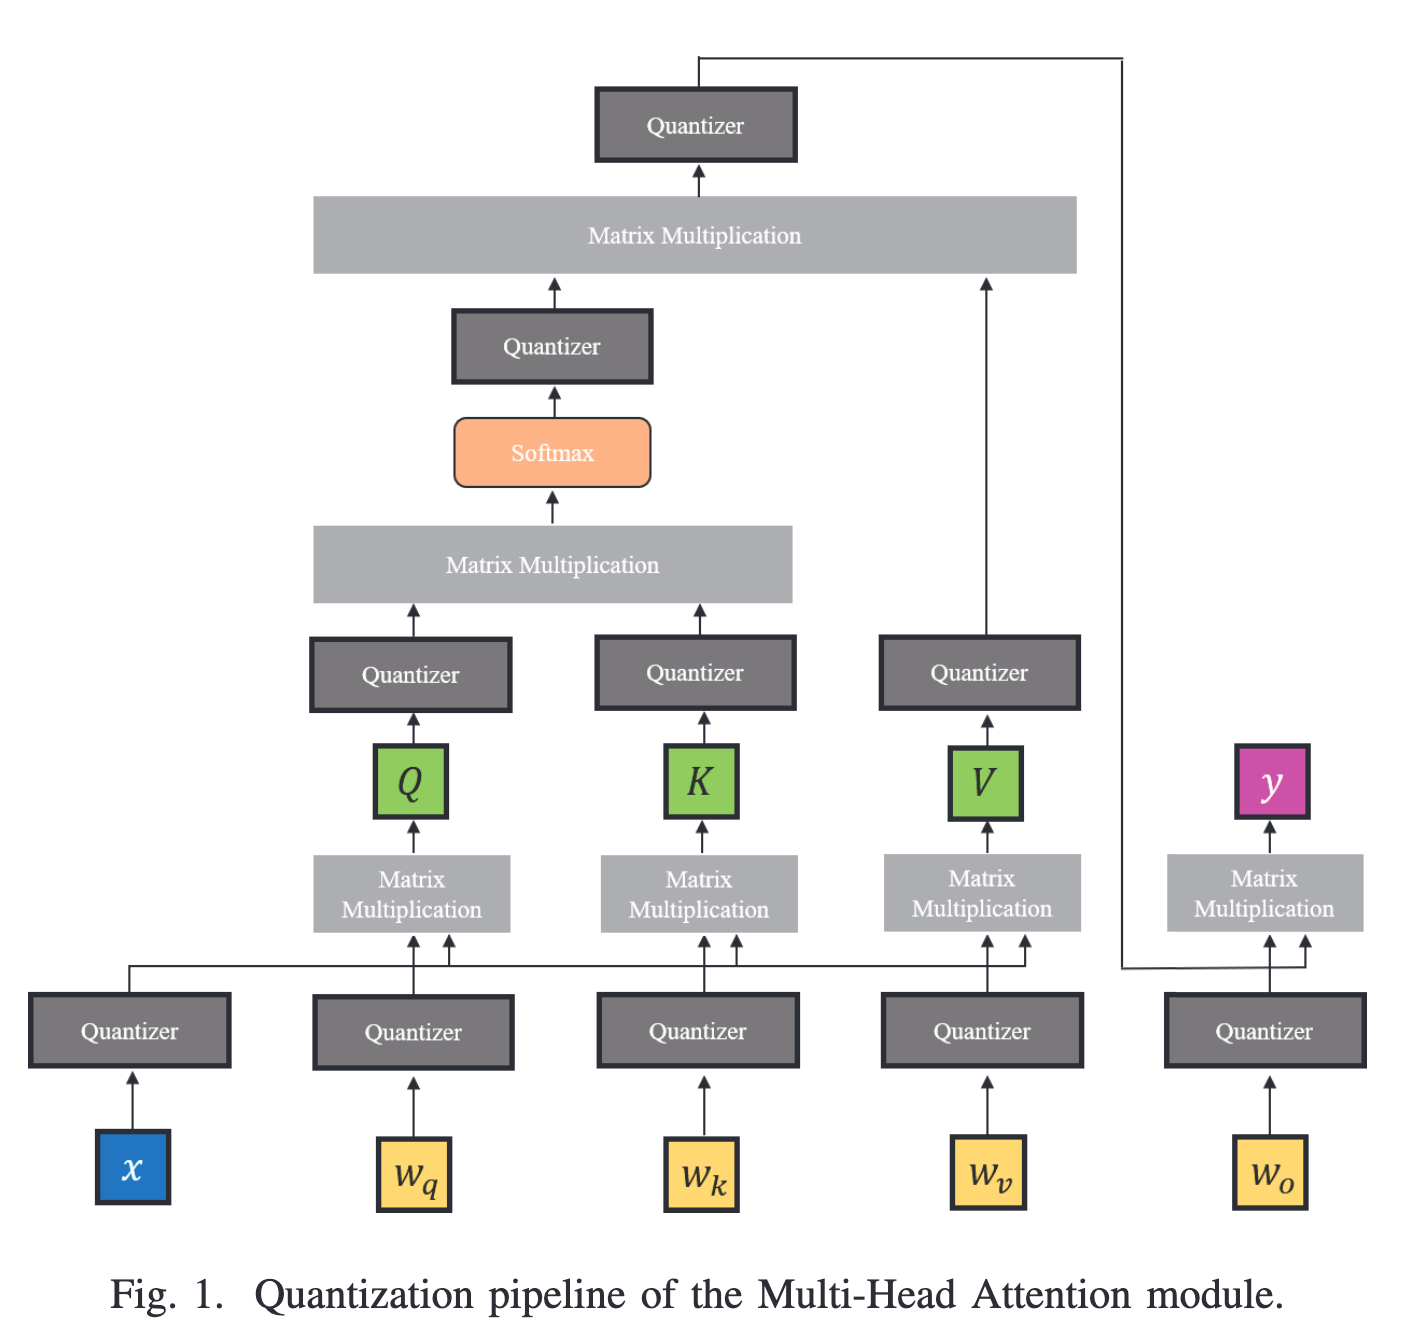 Quantizer
Matrix Multiplication
Quantizer
Softmax
Matrix Multiplication
Quantizer
Quantizer
Quantizer
Q
K
V
y
Matrix
Multiplication
Matrix
Multiplication
Matrix
Multiplication
Matrix
Multiplication
Quantizer
Quantizer
Quantizer
Quantizer
Quantizer
x
w_q
w_k
w_v
w_o
Fig. 1. Quantization pipeline of the Multi-Head Attention module.